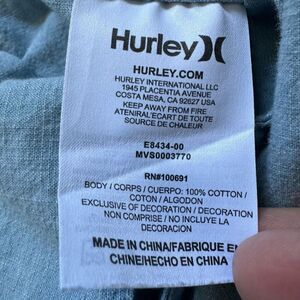 Hurley
HURLEY.COM
HURLEY INTERNATIONAL LLC
1945 PLACENTIA AVENUE
COSTA MESA, CA 92627 USA
KEEP AWAY FROM FIRE
ATENIRAL'ECART DE TOUTE
SOURCE DE CHALEUR
E8434-00
MVS0003770
RN#100691
BODY / CORPS / CUERPO: 100% COTTON /
COTON / ALGODON
EXCLUSIVE OF DECORATION / DECORATION
NON COMPRISE / NO INCLUYE LA
DECORACION
MADE IN CHINA/FABRIQUE EN
CHINE/HECHO EN CHINA